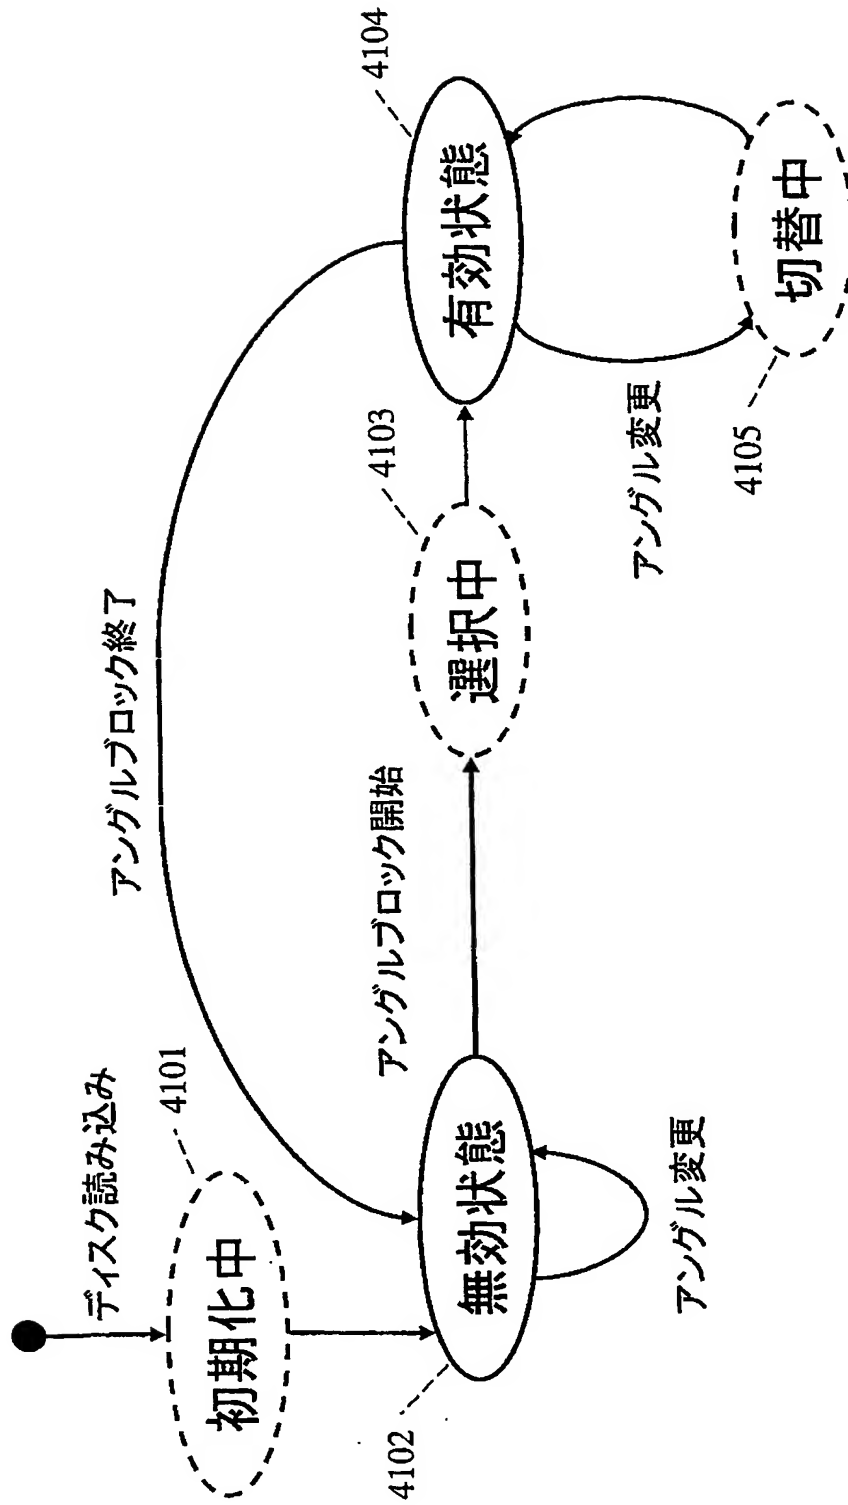 ディスク読み込み
4101
初期化中
アングルブロック終了
4104
有効状態
4103
選択中
アングルブロック開始
無効状態
4102
アングル変更
アングル変更
4105
切替中